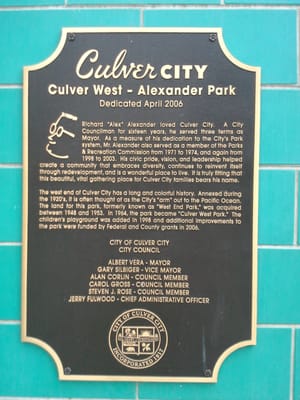 Culver CITY
Culver West - Alexander Park
Dedicated April 2006
Richard "Alex" Alexander loved Culver City. A City
Councilman for sixteen years, he served three terms as
Mayor. As a measure of his dedication to the City's Park
system, Mr. Alexander also served as a member of the Parks
& Recreation Commission from 1971 to 1974, and again from
1998 to 2003. His civic pride, vision, and leadership helped
create a community that embraces diversity, continues to reinvent itself
through redevelopment, and is a wonderful place to live. It is truly fitting that
this beautiful, vital gathering place for Culver City families bears his name.
The west end of Culver City has a long and colorful history. Annexed during
the 1920's, it is often thought of as the City's "arm" out to the Pacific Ocean.
The land for this park, formerly known as "West End Park," was acquired
between 1948 and 1953. In 1964, the park became "Culver West Park." The
children's playground was added in 1998 and additional improvements to
the park were funded by Federal and County grants in 2006.
CITY OF CULVER CITY
CITY COUNCIL
ALBERT VERA - MAYOR
GARY SILBIGER - VICE MAYOR
ALAN CORLIN - COUNCIL MEMBER
CAROL GROSS - COUNCIL MEMBER
STEVEN J. ROSE - COUNCIL MEMBER
JERRY FULWOOD - CHIEF ADMINISTRATIVE OFFICER
CITY OF CULVER CITY
INCORPORATED 1917